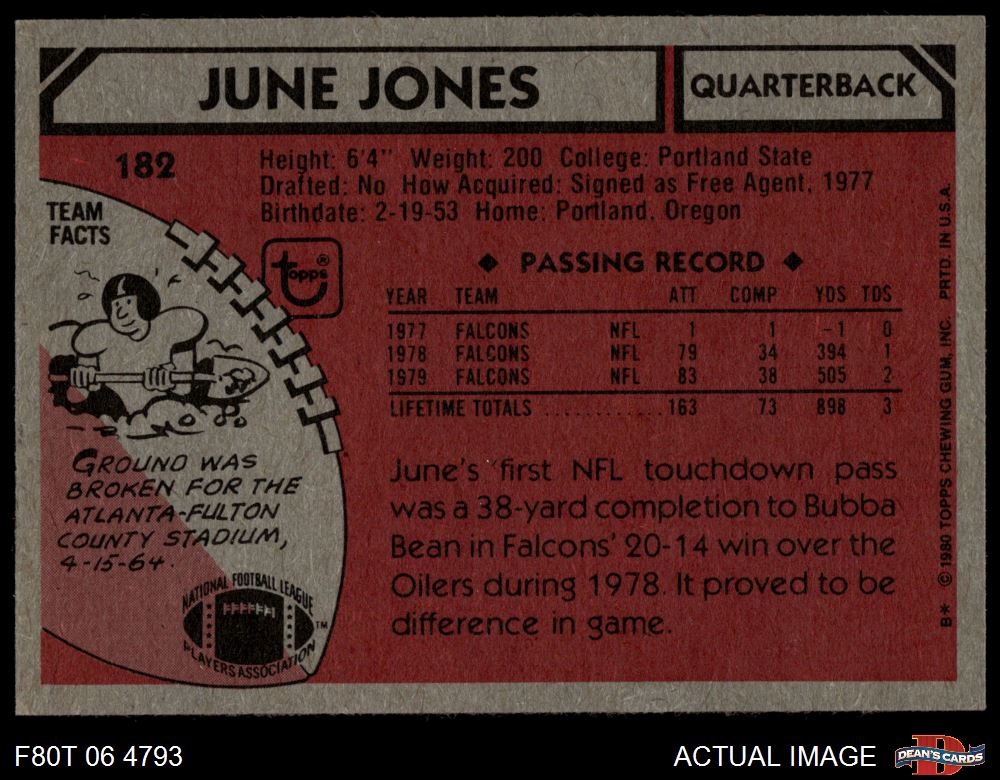 JUNE JONES
QUARTERBACK
182
Height: 6'4" Weight: 200 College: Portland State
Drafted: No How Acquired: Signed as Free Agent, 1977
Birthdate: 2-19-53 Home: Portland, Oregon
TEAM
FACTS
topps®
GROUND WAS
BROKEN FOR THE
ATLANTA-FULTON
COUNTY STADIUM,
4-15-64.
NATIONAL FOOTBALL LEAGUE
PLAYERS ASSOCIATION
TM
◆ PASSING RECORD ◆
YEAR TEAM ATT COMP YDS TDS
1977 FALCONS NFL 1 1 -1 0
1978 FALCONS NFL 79 34 394 1
1979 FALCONS NFL 83 38 505 2
LIFETIME TOTALS ............ 163 73 898 3
June's first NFL touchdown pass
was a 38-yard completion to Bubba
Bean in Falcons' 20-14 win over the
Oilers during 1978. It proved to be
difference in game.
B* © 1980 TOPPS CHEWING GUM, INC. PRTD. IN U.S.A.
F80T 06 4793
ACTUAL IMAGE
DEAN'S CARDS